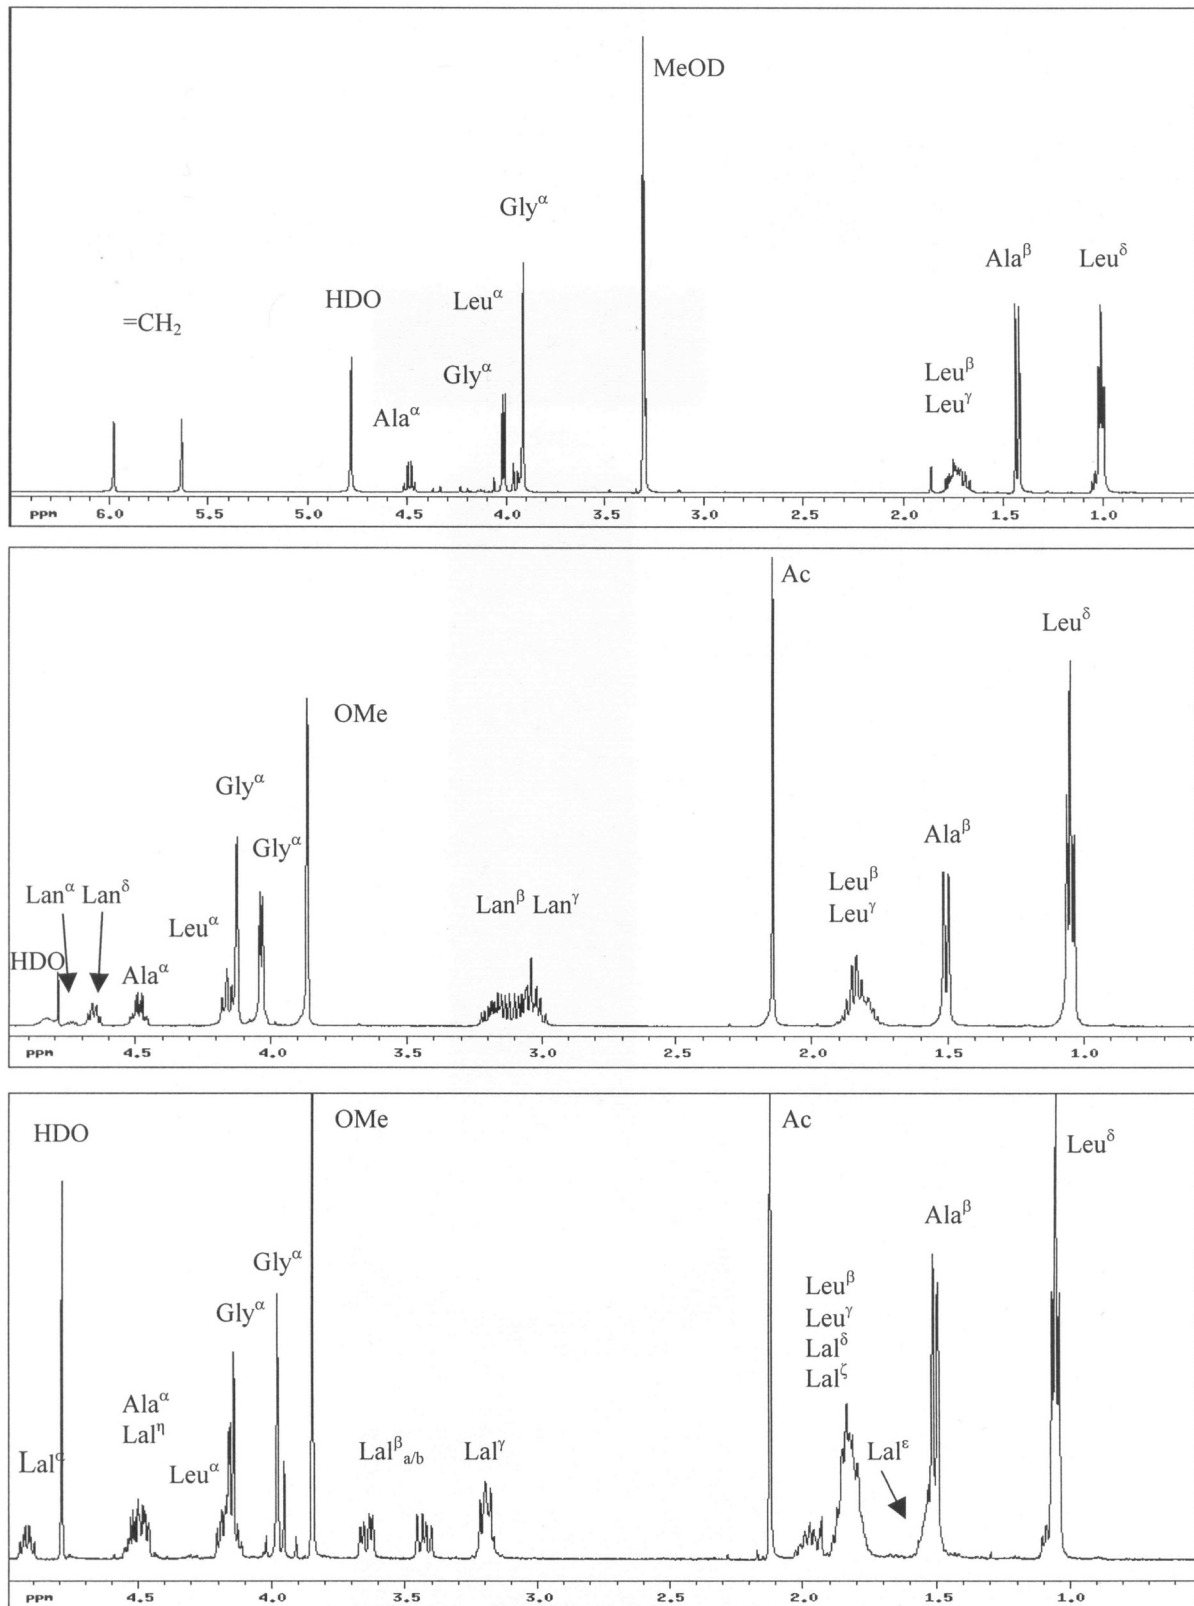 MeOD
Gly^α
Ala^β Leu^δ
HDO Leu^α
=CH₂
Gly^α
Leu^β
Leu^γ
Ala^α
ppm 6.0 5.5 5.0 4.5 4.0 3.5 3.0 2.5 2.0 1.5 1.0
Ac
Leu^δ
OMe
Gly^α
Gly^α
Ala^β
Lan^α Lan^δ
Leu^β
Leu^γ
Lan^β Lan^γ
Leu^α
HDO
Ala^α
ppm 4.5 4.0 3.5 3.0 2.5 2.0 1.5 1.0
HDO OMe Ac
Leu^δ
Ala^β
Gly^α
Gly^α
Leu^β
Leu^γ
Lal^δ
Lal^ζ
Ala^α
Lal^η
Lal^α
Leu^α
Lal^β a/b
Lal^γ
Lal^ε
ppm 4.5 4.0 3.5 3.0 2.5 2.0 1.5 1.0